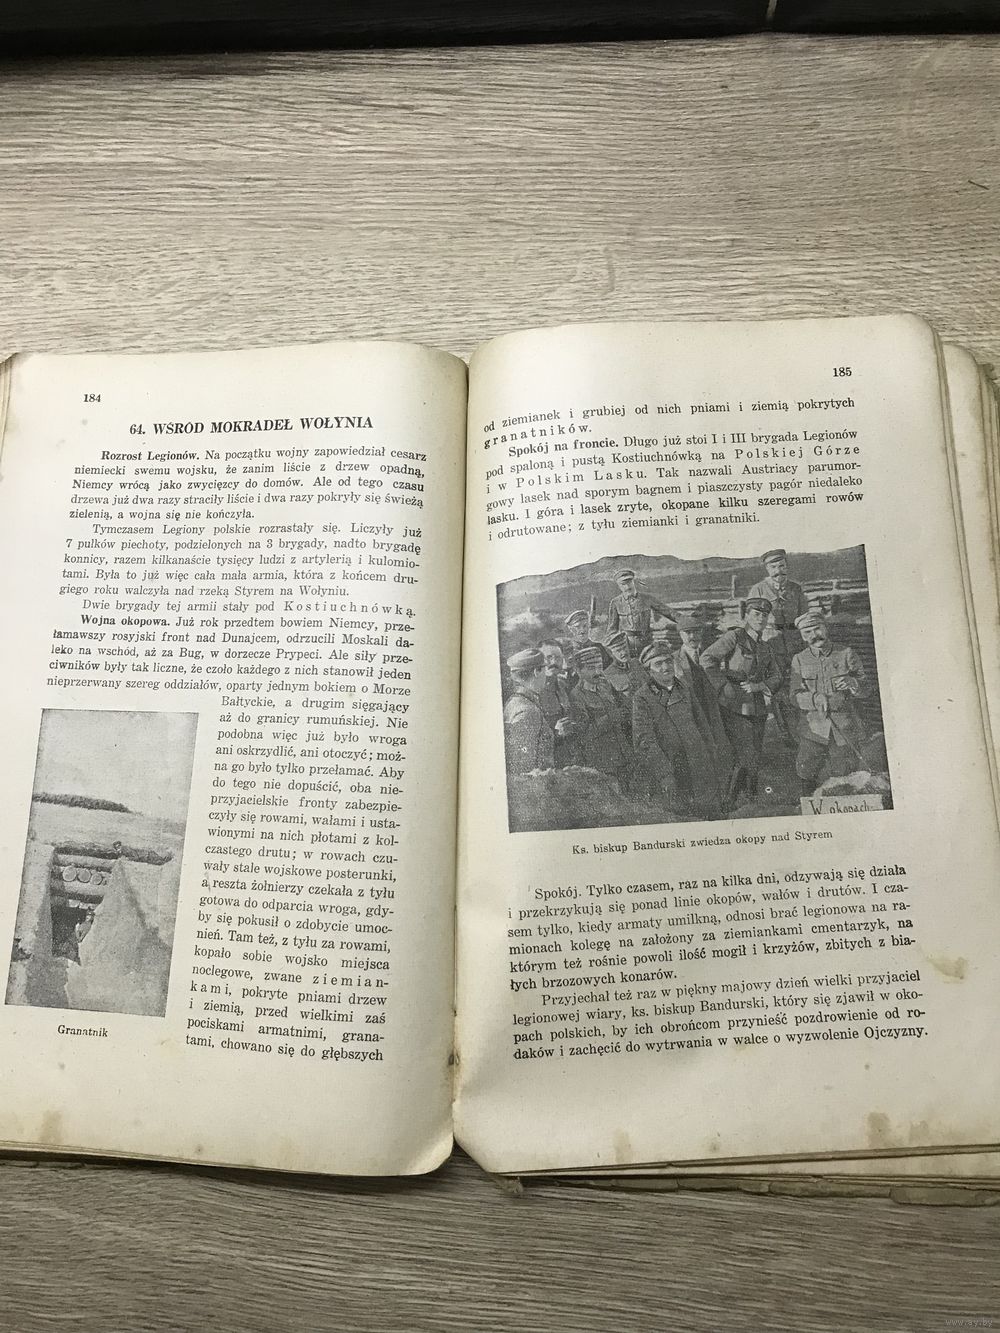 184
64. WŚRÓD MOKRADEŁ WOŁYNIA
Rozrost Legionów. Na początku wojny zapowiedział cesarz
niemiecki swemu wojsku, że zanim liście z drzew opadną,
Niemcy wrócą jako zwycięzcy do domów. Ale od tego czasu
drzewa już dwa razy straciły liście i dwa razy pokryły się świeżą
zielenią, a wojna się nie kończyła.
Tymczasem Legiony polskie rozrastały się. Liczyły już
7 pułków piechoty, podzielonych na 3 brygady, nadto brygadę
konnicy, razem kilkanaście tysięcy ludzi z artylerią i kulomio-
tami. Była to już więc cała mała armia, która z końcem dru-
giego roku walczyła nad rzeką Styrem na Wołyniu.
Dwie brygady tej armii stały pod Kostiuchnówką.
Wojna okopowa. Już rok przedtem bowiem Niemcy, prze-
łamawszy rosyjski front nad Dunajcem, odrzucili Moskali da-
leko na wschód, aż za Bug, w dorzecze Prypeci. Ale siły prze-
ciwników były tak liczne, że czoło każdego z nich stanowił jeden
nieprzerwany szereg oddziałów, oparty jednym bokiem o Morze
Bałtyckie, a drugim sięgający
aż do granicy rumuńskiej. Nie
podobna więc już było wroga
ani oskrzydlić, ani otoczyć; moż-
na go było tylko przełamać. Aby
do tego nie dopuścić, oba nie-
przyjacielskie fronty zabezpie-
czyły się rowami, wałami i usta-
wionymi na nich płotami z kol-
czastego drutu; w rowach czu-
wały stale wojskowe posterunki,
a reszta żołnierzy czekała z tyłu
gotowa do odparcia wroga, gdy-
by się pokusił o zdobycie umoc-
nień. Tam też, z tyłu za rowami,
kopało sobie wojsko miejsca
noclegowe, zwane ziemian-
kami, pokryte pniami drzew
i ziemią, przed wielkimi zaś
pociskami armatnimi, grana-
tami, chowano się do głębszych
Granatnik
185
od ziemianek i grubiej od nich pniami i ziemią pokrytych
granatników.
Spokój na froncie. Długo już stoi I i III brygada Legionów
pod spaloną i pustą Kostiuchnówką na Polskiej Górze
i w Polskim Lasku. Tak nazwali Austriacy parumor-
gowy lasek nad sporym bagnem i piaszczysty pagór niedaleko
lasku. I góra i lasek zryte, okopane kilku szeregami rowów
i odrutowane; z tyłu ziemianki i granatniki.
W okopach
Ks. biskup Bandurski zwiedza okopy nad Styrem
Spokój. Tylko czasem, raz na kilka dni, odzywają się działa
i przekrzykują się ponad linie okopów, wałów i drutów. I cza-
sem tylko, kiedy armaty umilkną, odnosi brać legionowa na ra-
mionach kolegę na założony za ziemiankami cmentarzyk, na
którym też rośnie powoli ilość mogił i krzyżów, zbitych z bia-
łych brzozowych konarów.
Przyjechał też raz w piękny majowy dzień wielki przyjaciel
legionowej wiary, ks. biskup Bandurski, który się zjawił w oko-
pach polskich, by ich obrońcom przynieść pozdrowienie od ro-
daków i zachęcić do wytrwania w walce o wyzwolenie Ojczyzny.
www.ay.by